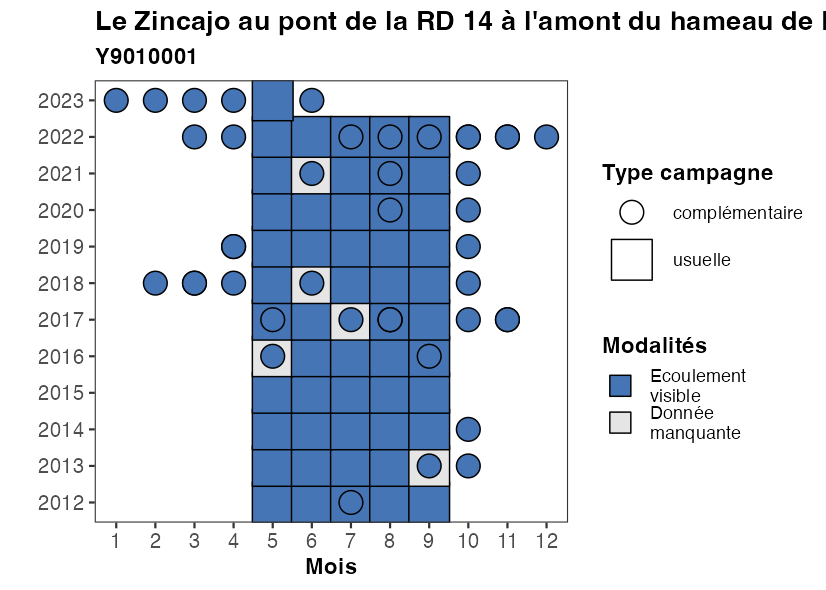 Le Zincajo au pont de la RD 14 à l'amont du hameau de
Y9010001
2023
2022
2021
2020
2019
2018
2017
2016
2015
2014
2013
2012
1 2 3 4 5 6 7 8 9 10 11 12
Mois
Type campagne
complémentaire
usuelle
Modalités
Ecoulement
visible
Donnée
manquante